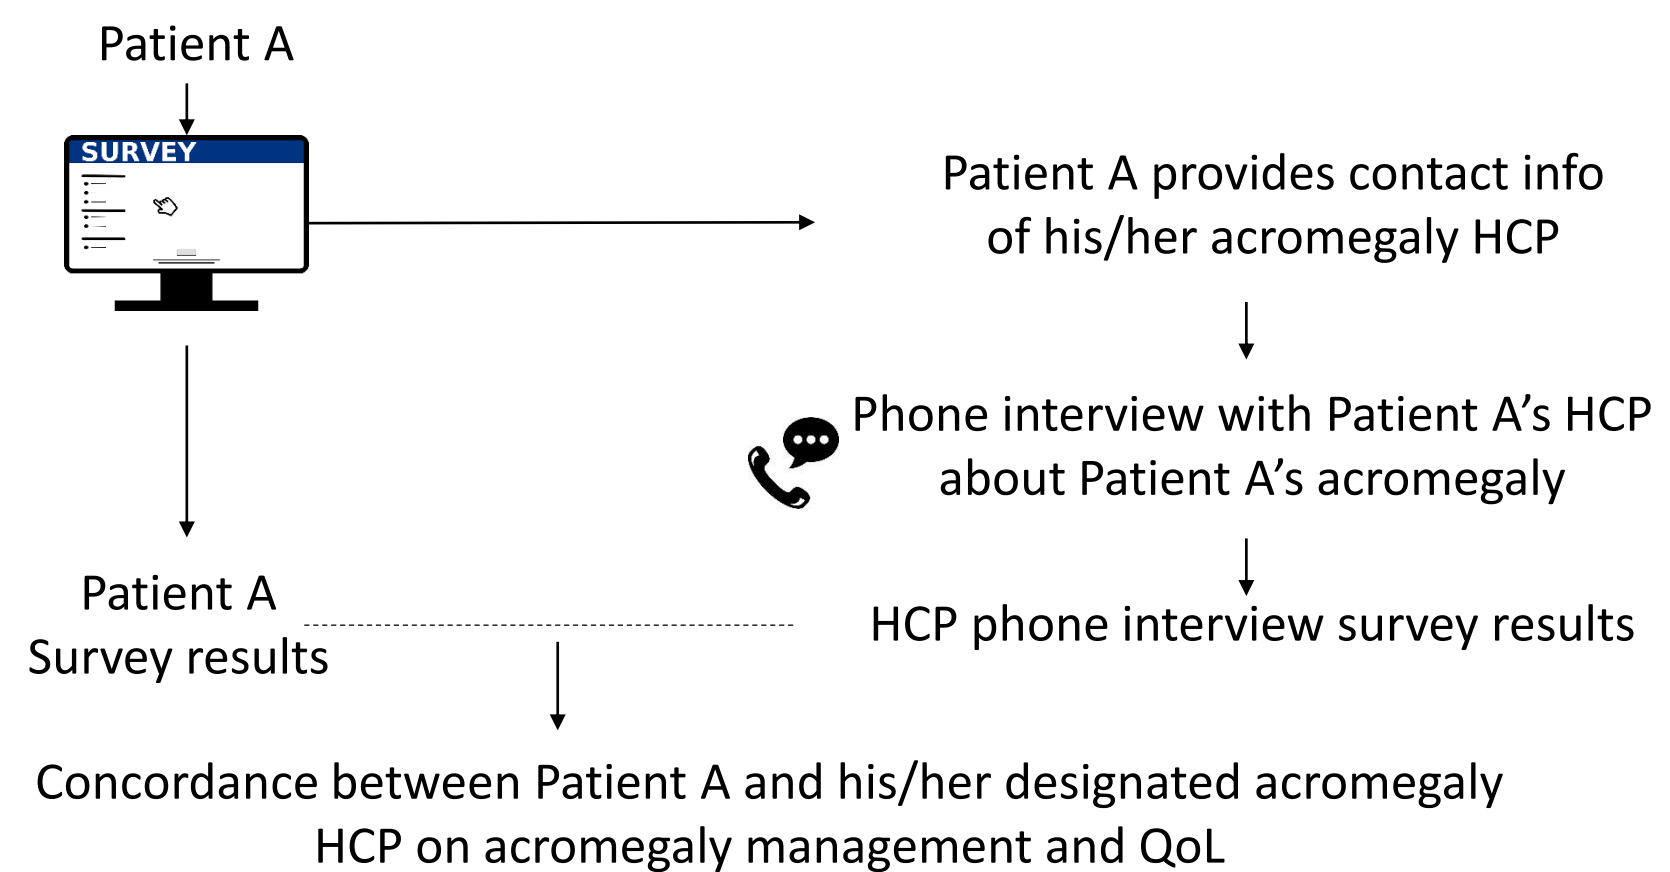 Patient A
SURVEY
Patient A provides contact info
of his/her acromegaly HCP
Phone interview with Patient A’s HCP
about Patient A’s acromegaly
Patient A
Survey results
HCP phone interview survey results
Concordance between Patient A and his/her designated acromegaly
HCP on acromegaly management and QoL